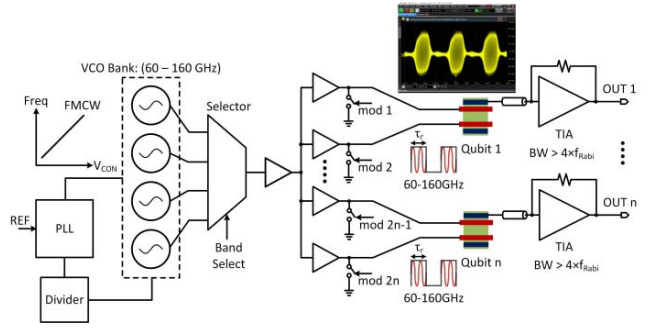 VCO Bank: (60 – 160 GHz)
Freq
FMCW
V_CON
Selector
REF
PLL
Divider
Band
Select
mod 1
mod 2
mod 2n-1
mod 2n
τ_r
60-160GHz
τ_r
60-160GHz
Qubit 1
Qubit n
OUT 1
TIA
BW > 4×f_Rabi
OUT n
TIA
BW > 4×f_Rabi